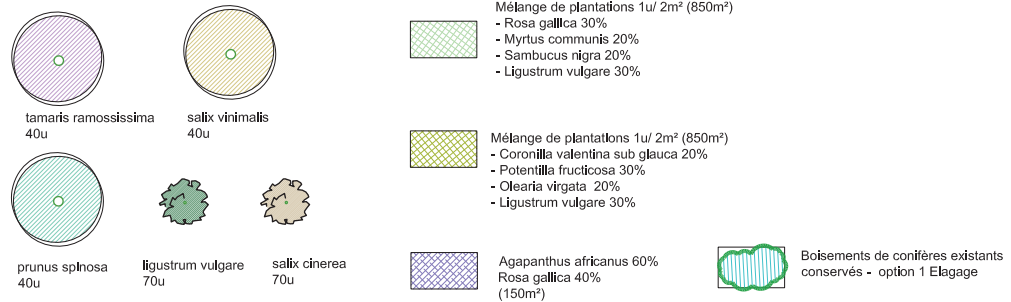 tamaris ramossissima
40u
salix vinimalis
40u
prunus spinosa
40u
ligustrum vulgare
70u
salix cinerea
70u
Mélange de plantations 1u/ 2m² (850m²)
- Rosa gallica 30%
- Myrtus communis 20%
- Sambucus nigra 20%
- Ligustrum vulgare 30%
Mélange de plantations 1u/ 2m² (850m²)
- Coronilla valentina sub glauca 20%
- Potentilla fructicosa 30%
- Olearia virgata 20%
- Ligustrum vulgare 30%
Agapanthus africanus 60%
Rosa gallica 40%
(150m²)
Boisements de conifères existants
conservés - option 1 Elagage